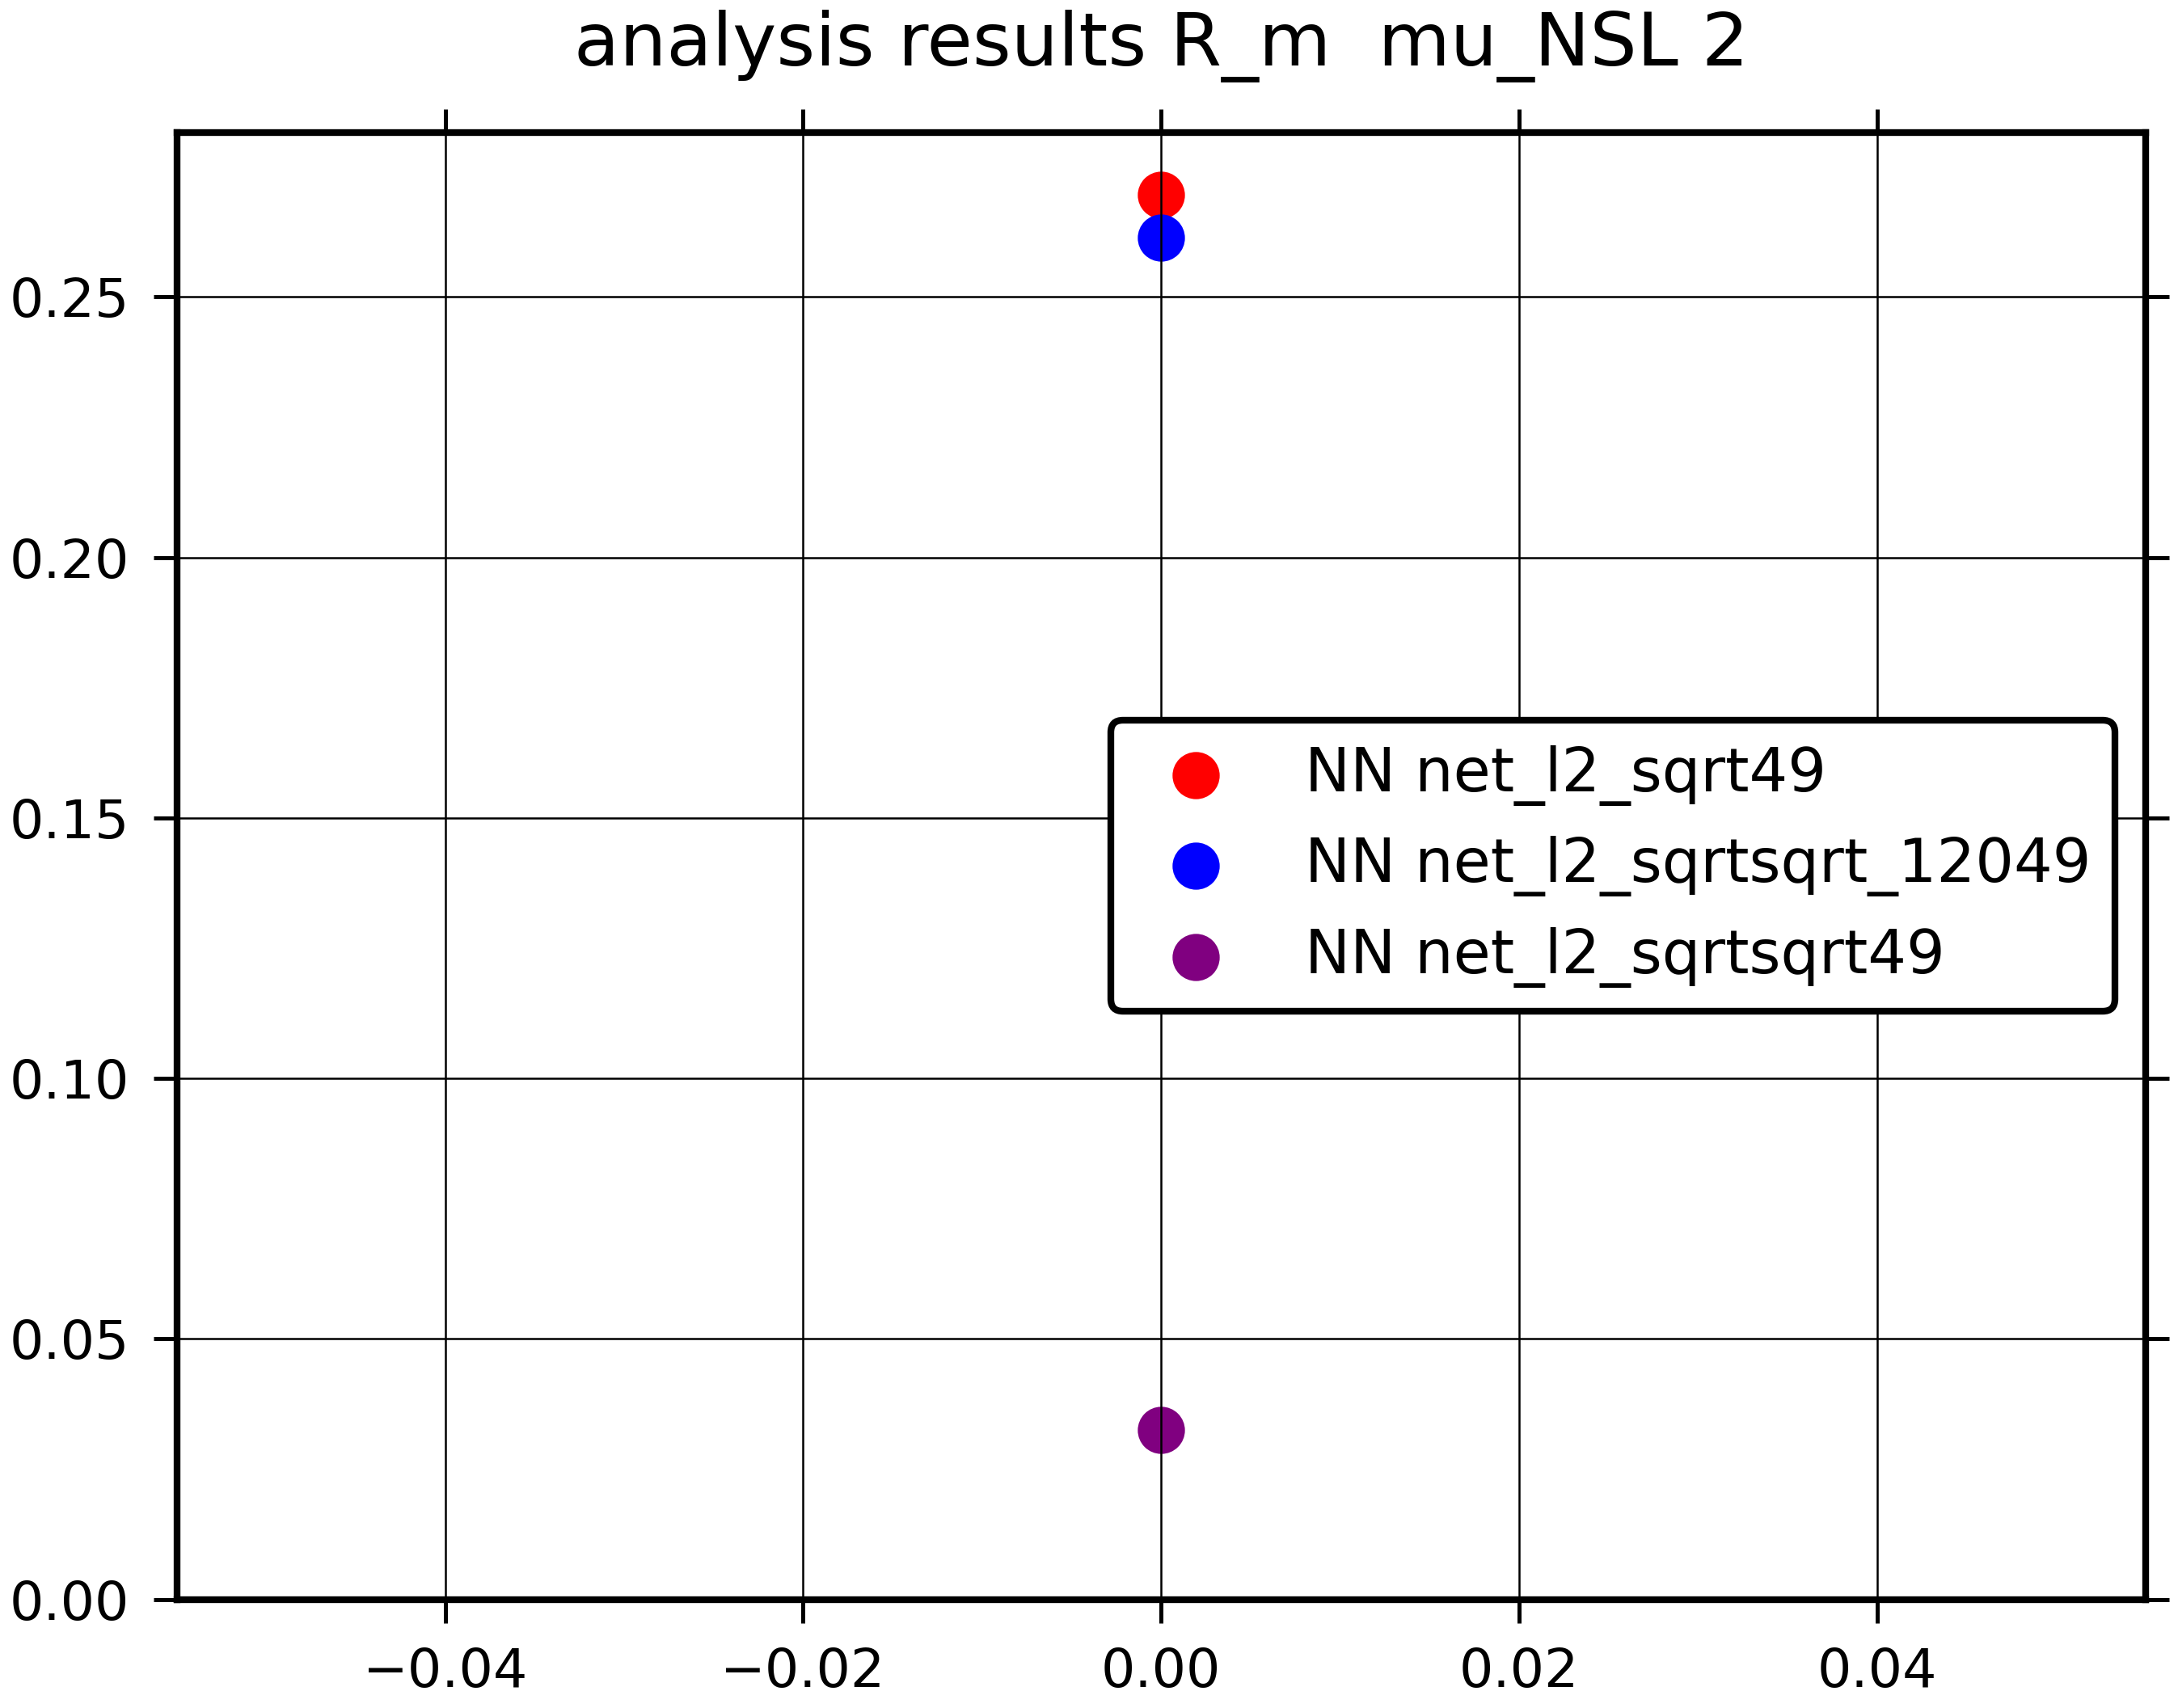 analysis results R_m  mu_NSL 2
0.25
0.20
0.15
0.10
0.05
0.00
NN net_l2_sqrt49
NN net_l2_sqrtsqrt_12049
NN net_l2_sqrtsqrt49
−0.04 −0.02 0.00 0.02 0.04